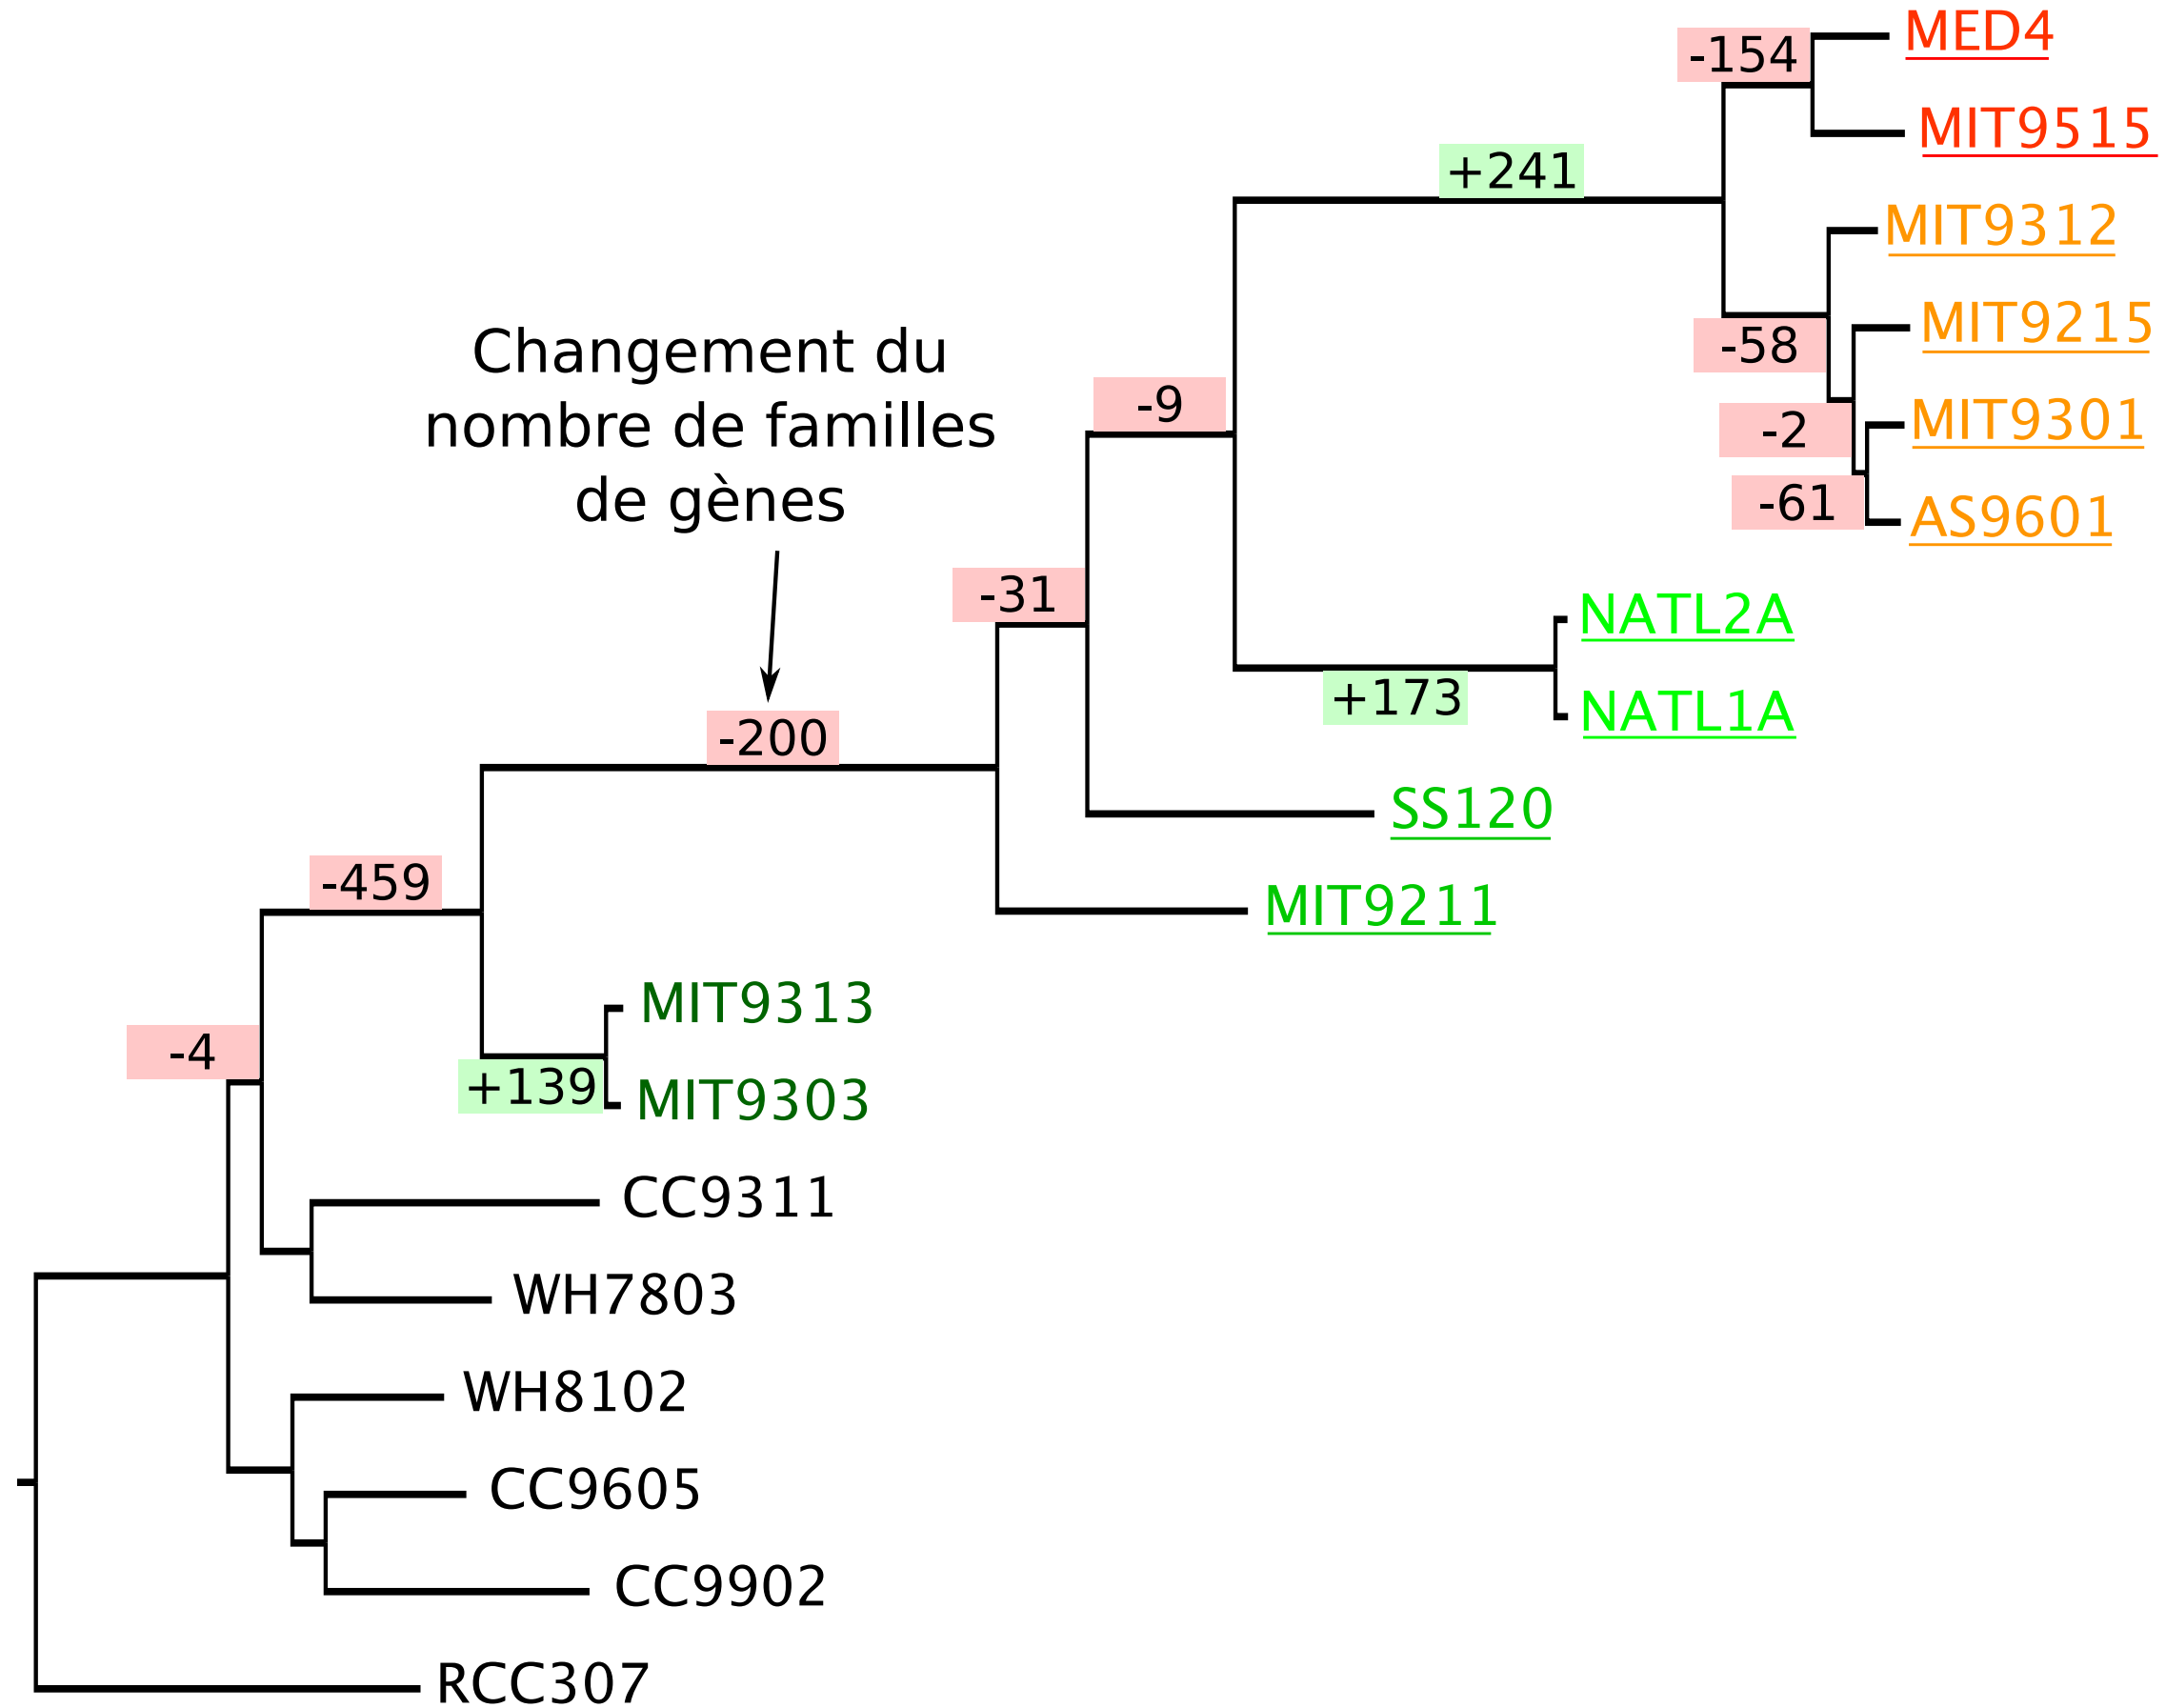 MED4
-154
MIT9515
+241
MIT9312
MIT9215
-58
Changement du
nombre de familles
de gènes
-9
MIT9301
-2
-61
AS9601
-31
NATL2A
+173
NATL1A
-200
SS120
-459
MIT9211
MIT9313
-4
+139
MIT9303
CC9311
WH7803
WH8102
CC9605
CC9902
RCC307